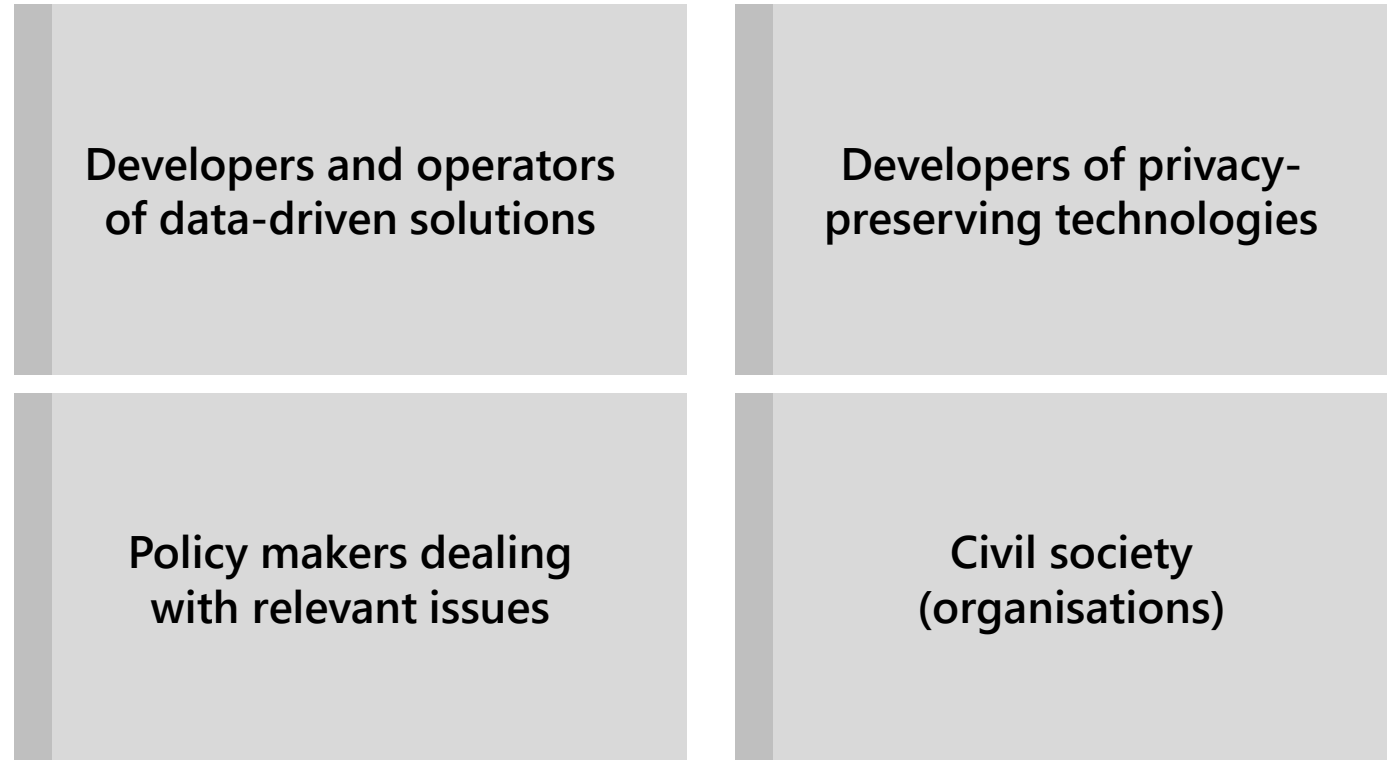 Developers and operators
of data-driven solutions
Developers of privacy-
preserving technologies
Policy makers dealing
with relevant issues
Civil society
(organisations)